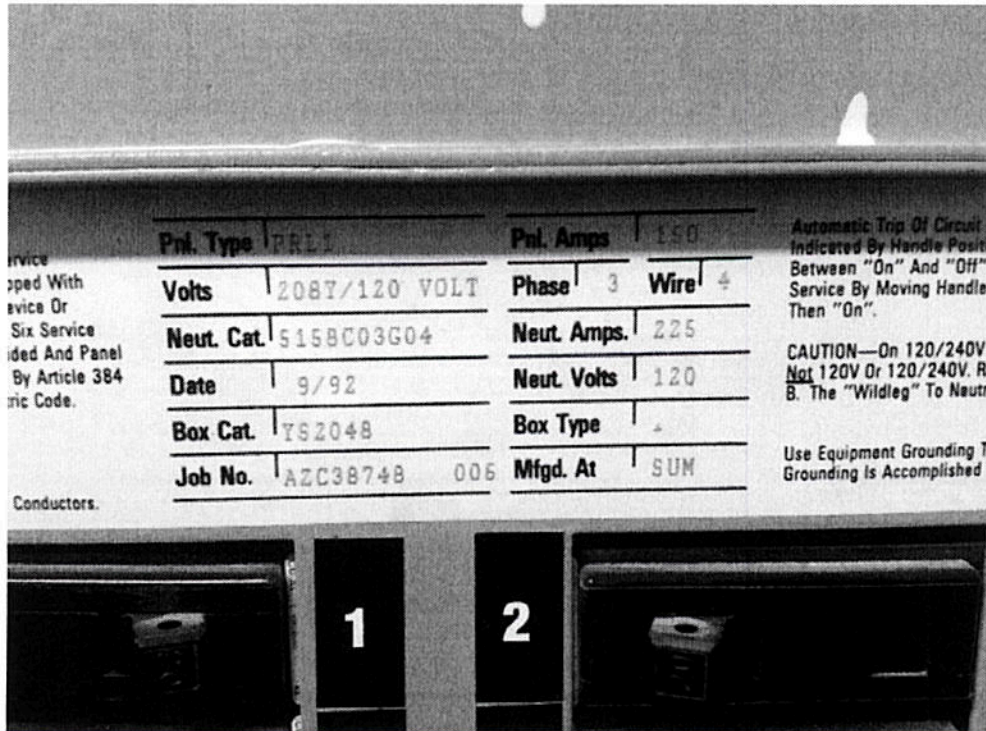 Pnl. Type PRL1 Pnl. Amps 150
Volts 208Y/120 VOLT Phase 3 Wire 4
Neut. Cat. 5158C03G04 Neut. Amps. 225
Date 9/92 Neut. Volts 120
Box Cat. YS2048 Box Type
Job No. AZC38748 006 Mfgd. At SUM
pped With
evice Or
Six Service
ided And Panel
By Article 384
ric Code.
Conductors.
Automatic Trip Of Circuit
Indicated By Handle Posit
Between "On" And "Off"
Service By Moving Handle
Then "On".
CAUTION—On 120/240V
Not 120V Or 120/240V. R
B. The "Wildleg" To Neutr
Use Equipment Grounding T
Grounding Is Accomplished
1 2